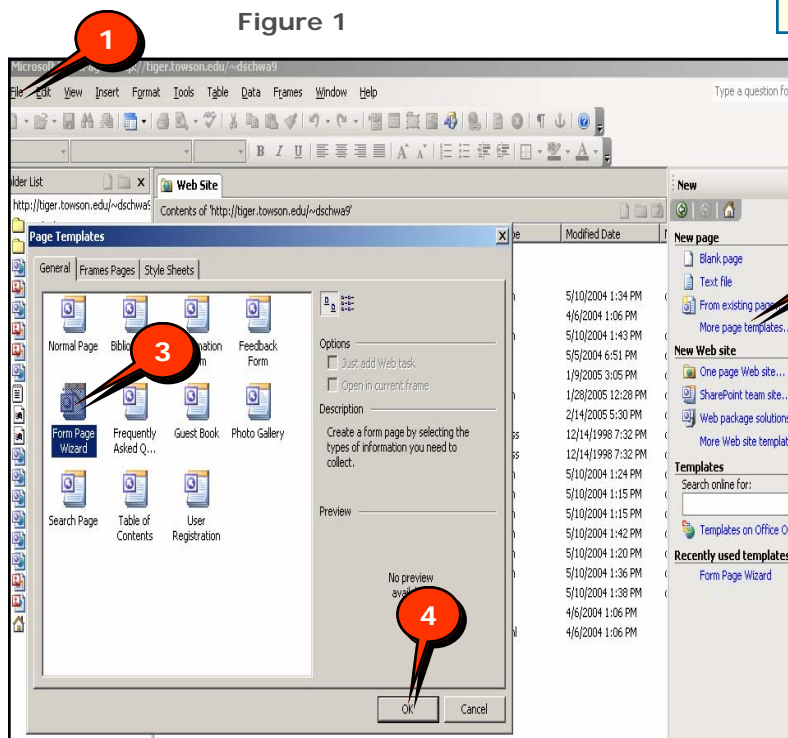 Figure 1
1
tiger.towson.edu/~dschwa9
File Edit View Insert Format Tools Table Data Frames Window Help
Type a question fo
B I U
older List
Web Site
New
http://tiger.towson.edu/~dschwa9
Contents of 'http://tiger.towson.edu/~dschwa9'
Page Templates
Modified Date
New page
Blank page
Text file
From existing page
More page templates...
New Web site
One page Web site...
SharePoint team site..
Web package solutions
More Web site templat
Templates
Search online for:
Templates on Office O
Recently used templates
Form Page Wizard
General Frames Pages Style Sheets
Normal Page
Feedback Form
3
Form Page Wizard
Frequently Asked Q...
Guest Book
Photo Gallery
Search Page
Table of Contents
User Registration
Options
Just add Web task
Open in current frame
Description
Create a form page by selecting the
types of information you need to
collect.
Preview
No preview
4
OK
Cancel
5/10/2004 1:34 PM
4/6/2004 1:06 PM
5/10/2004 1:43 PM
5/5/2004 6:51 PM
1/9/2005 3:05 PM
1/28/2005 12:28 PM
2/14/2005 5:30 PM
12/14/1998 7:32 PM
12/14/1998 7:32 PM
5/10/2004 1:24 PM
5/10/2004 1:15 PM
5/10/2004 1:15 PM
5/10/2004 1:42 PM
5/10/2004 1:20 PM
5/10/2004 1:36 PM
5/10/2004 1:38 PM
4/6/2004 1:06 PM
4/6/2004 1:06 PM